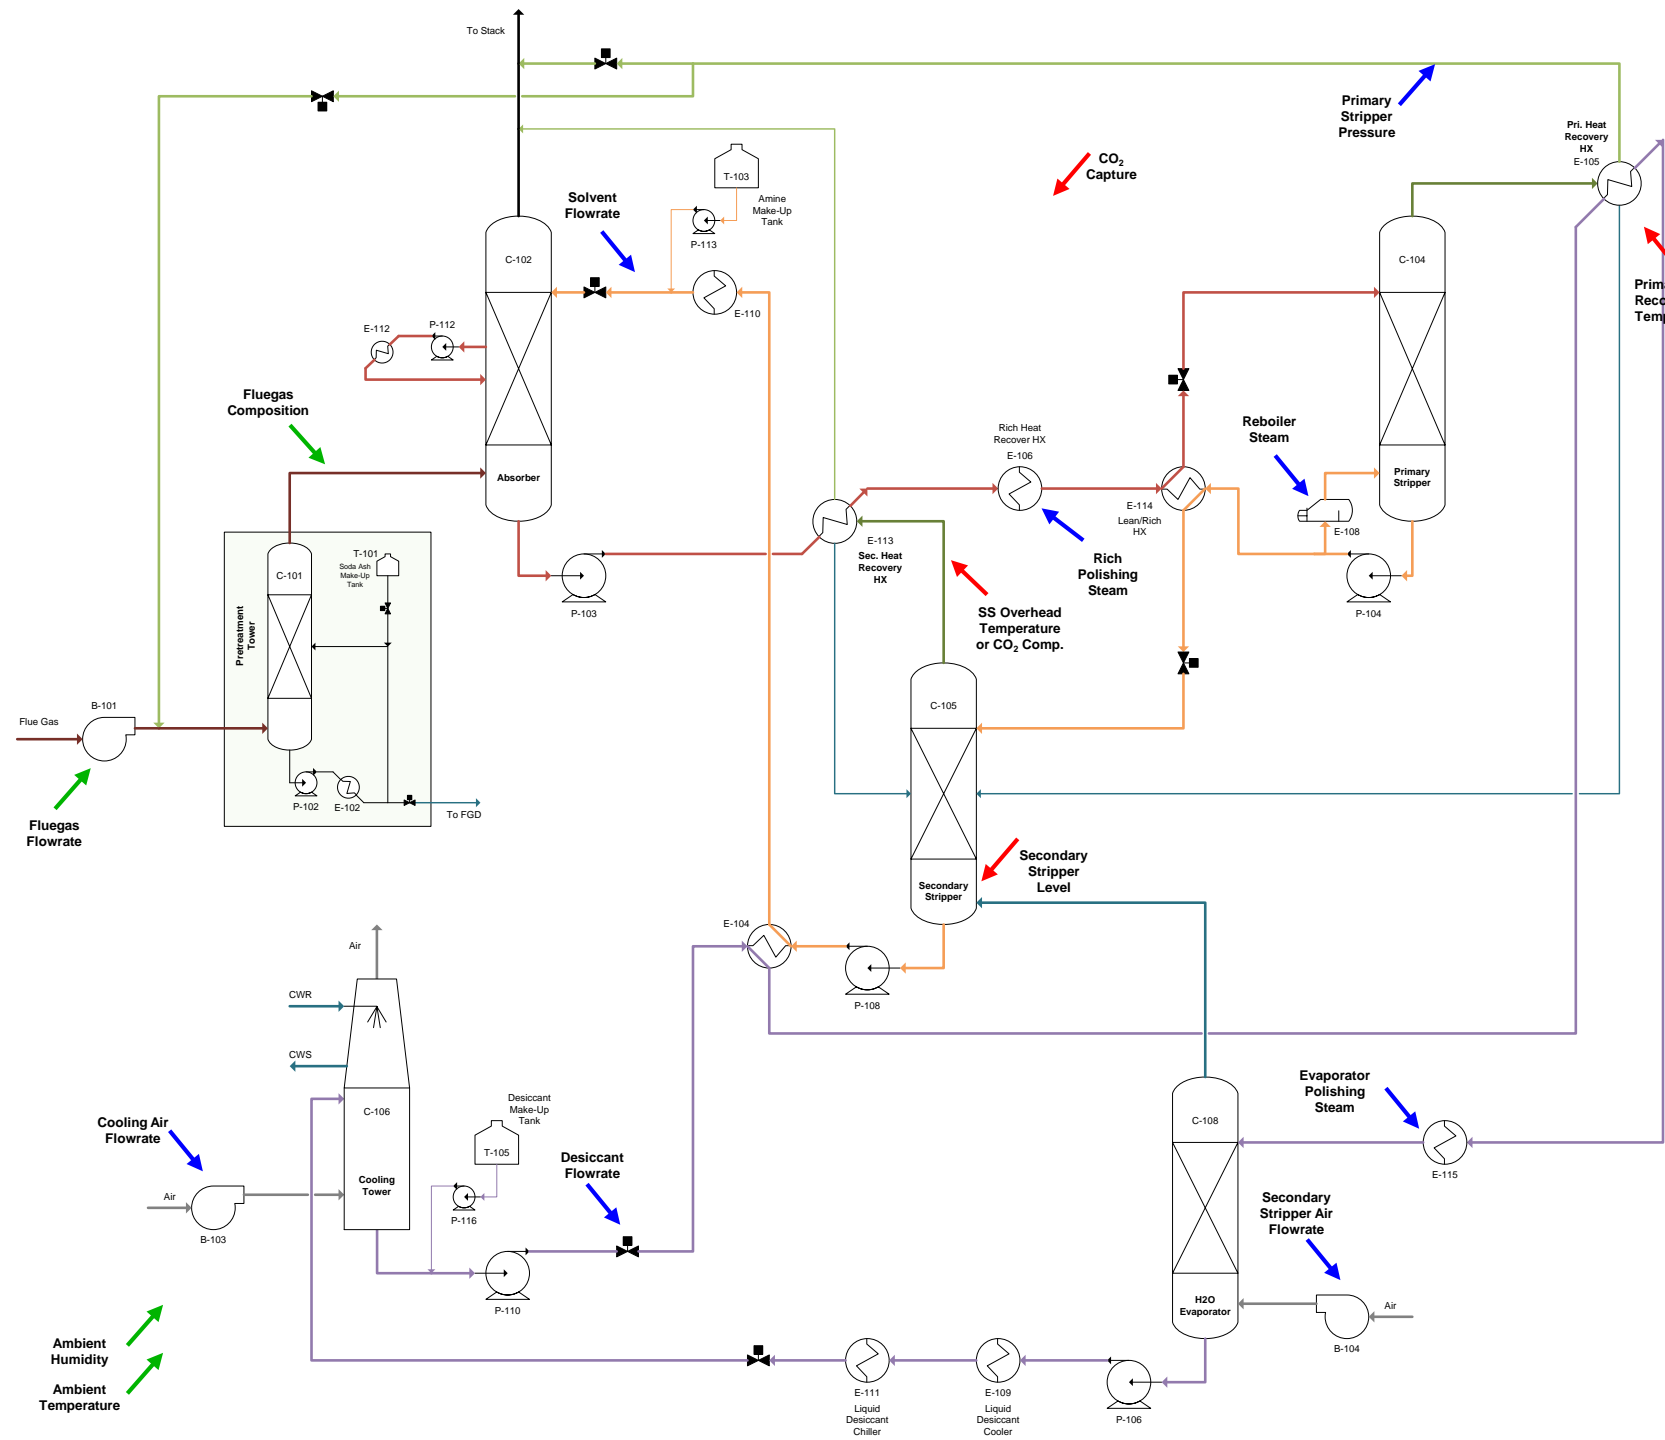 To Stack
Primary
Stripper
Pressure
Pri. Heat
Recovery
HX
E-105
CO2
Capture
T-103
Amine
Make-Up
Tank
P-113
Solvent
Flowrate
C-102
E-110
C-104
E-112
P-112
Fluegas
Composition
Absorber
Rich Heat
Recover HX
E-106
Reboiler
Steam
Primary
Stripper
E-114
Lean/Rich
HX
E-108
E-113
Sec. Heat
Recovery
HX
Rich
Polishing
Steam
P-103
P-104
T-101
Soda Ash
Make-Up
Tank
C-101
Pretreatment
Tower
SS Overhead
Temperature
or CO2 Comp.
B-101
Flue Gas
C-105
P-102
E-102
To FGD
Fluegas
Flowrate
Secondary
Stripper
Level
Secondary
Stripper
E-104
Air
P-108
CWR
CWS
C-106
Desiccant
Make-Up
Tank
T-105
Cooling Air
Flowrate
Cooling
Tower
Desiccant
Flowrate
P-116
Air
B-103
P-110
Evaporator
Polishing
Steam
C-108
E-115
Secondary
Stripper Air
Flowrate
H2O
Evaporator
Air
B-104
Ambient
Humidity
Ambient
Temperature
E-111
Liquid
Desiccant
Chiller
E-109
Liquid
Desiccant
Cooler
P-106